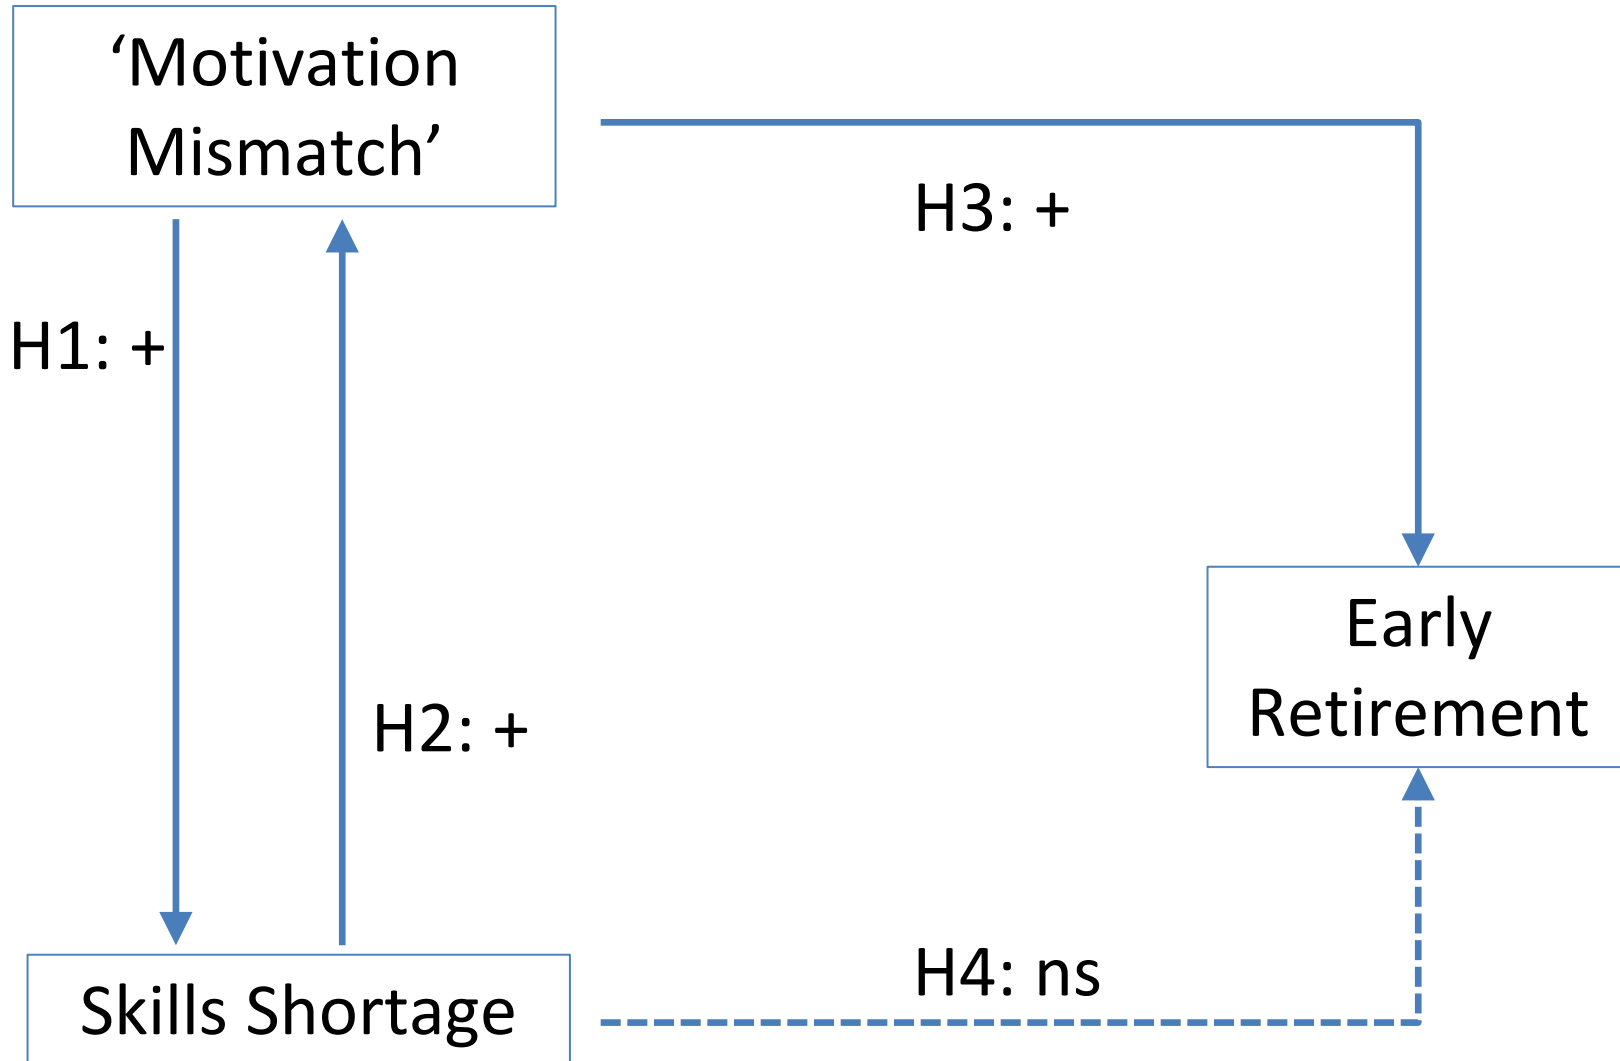 ‘Motivation
Mismatch’
H3: +
H1: +
Early
Retirement
H2: +
H4: ns
Skills Shortage